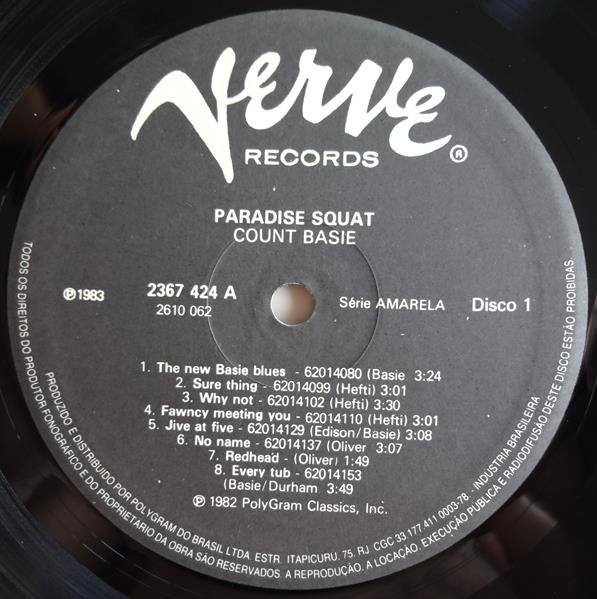 Verve
RECORDS ®
PARADISE SQUAT
COUNT BASIE
℗ 1983
2367 424 A
2610 062
Série AMARELA
Disco 1
1. The new Basie blues - 62014080 (Basie 3:24
2. Sure thing - 62014099 (Hefti) 3:01
3. Why not - 62014102 (Hefti) 3:30
4. Fawncy meeting you - 62014110 (Hefti) 3:01
5. Jive at five - 62014129 (Edison/Basie) 3:08
6. No name - 62014137 (Oliver 3:07
7. Redhead - (Oliver) 1:49
8. Every tub - 62014153
(Basie/Durham 3:49
℗ 1982 PolyGram Classics, Inc.
PRODUZIDO E DISTRIBUIDO POR POLYGRAM DO BRASIL LTDA. ESTR. ITAPICURU. 75. RJ. CGC 33.177.411 0003-78. . INDUSTRIA BRASILEIRA
TODOS OS DIREITOS DO PRODUTOR FONOGRÁFICO E DO PROPRIETARIO DA OBRA SÃO RESERVADOS. A REPRODUÇÃO. A LOCAÇÃO. EXECUÇÃO PÚBLICA E RADIODIFUSÃO DESTE DISCO ESTÃO PROIBIDAS.